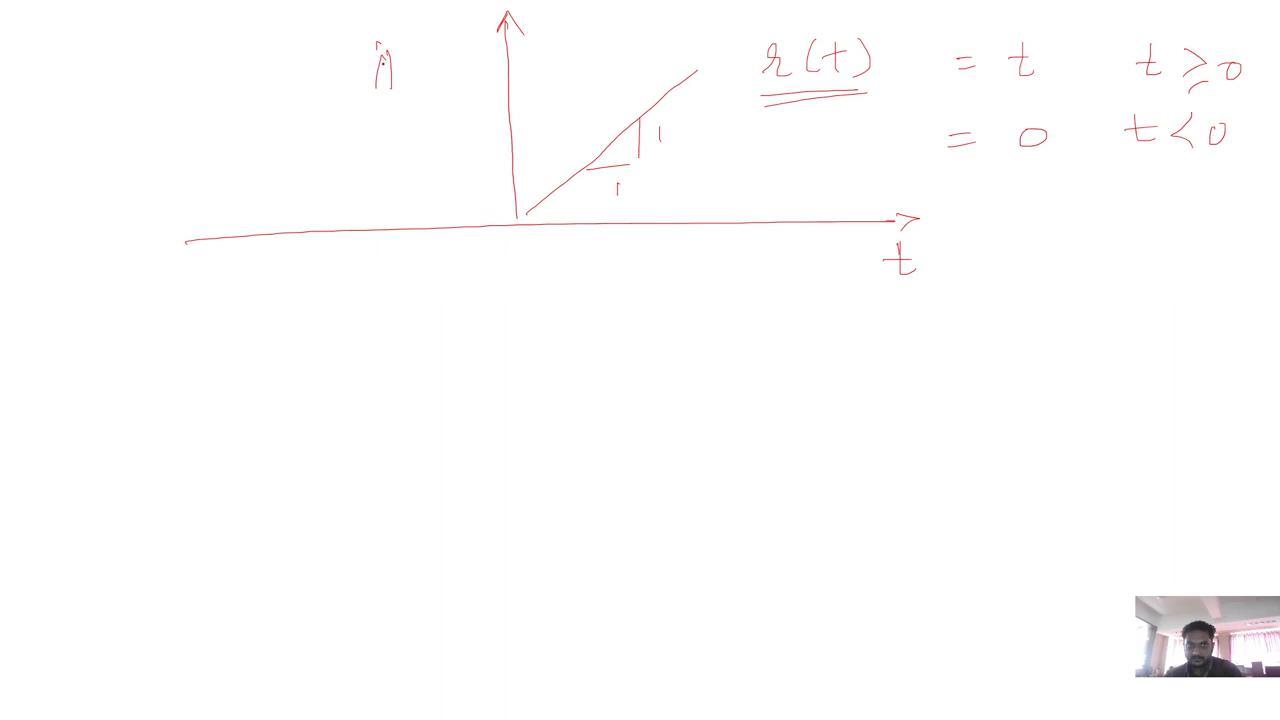 r(t) = t t ≥ 0
= 0 t < 0
1
1
t